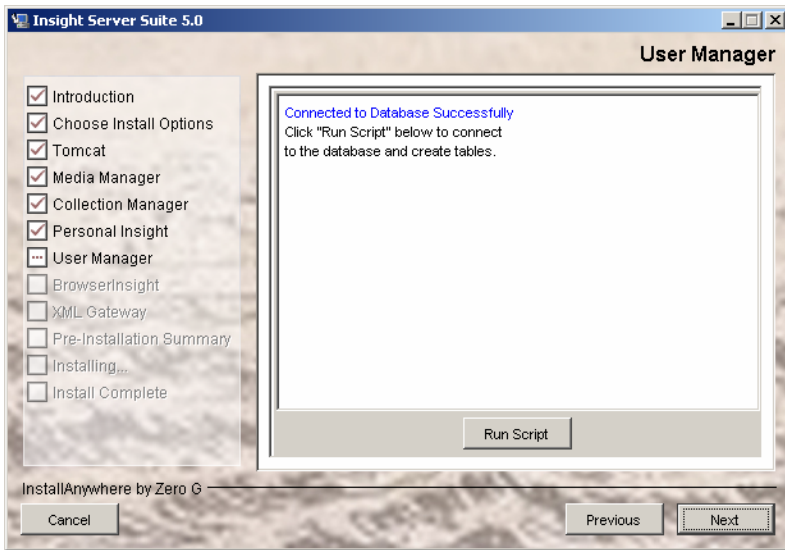 Insight Server Suite 5.0
User Manager
Introduction
Choose Install Options
Tomcat
Media Manager
Collection Manager
Personal Insight
User Manager
BrowserInsight
XML Gateway
Pre-Installation Summary
Installing...
Install Complete
Connected to Database Successfully
Click "Run Script" below to connect
to the database and create tables.
Run Script
InstallAnywhere by Zero G
Cancel
Previous
Next